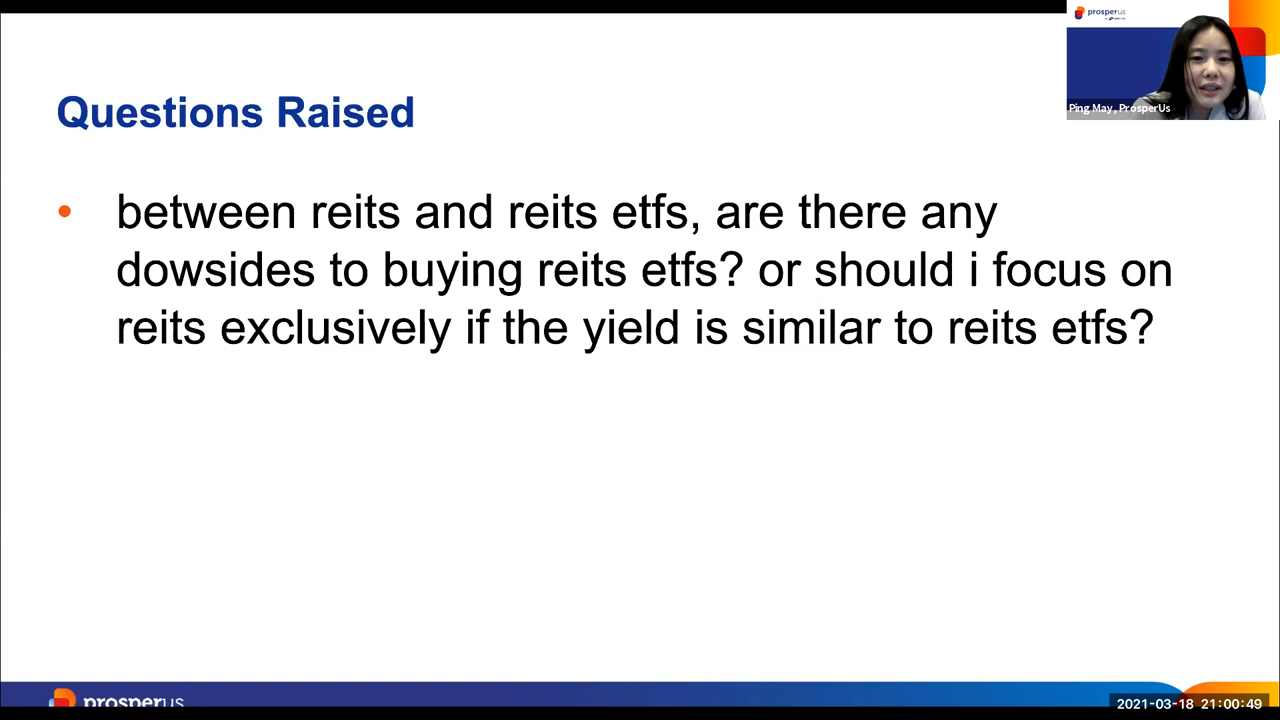 prosperus
Ping May, ProsperUs
Questions Raised
• between reits and reits etfs, are there any
dowsides to buying reits etfs? or should i focus on
reits exclusively if the yield is similar to reits etfs?
prosperus
2021-03-18 21:00:49